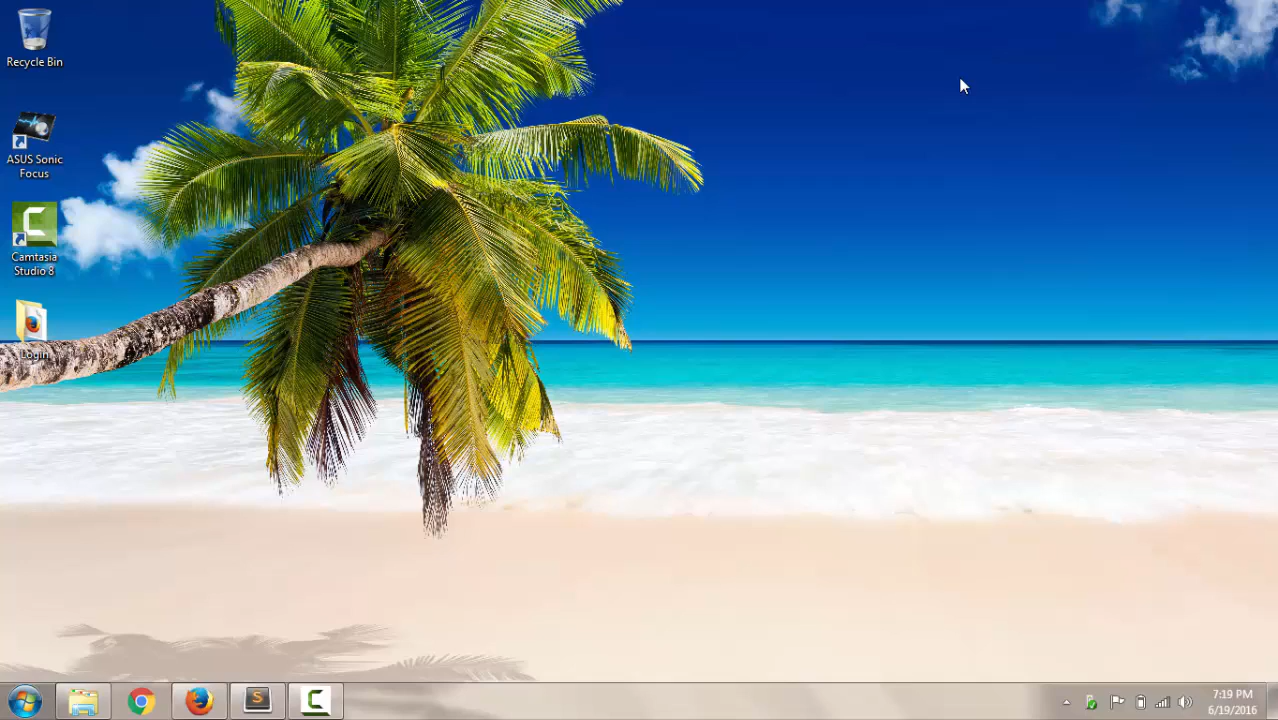 Recycle Bin
ASUS Sonic
Focus
Camtasia
Studio 8
Login
S
7:19 PM
6/19/2016